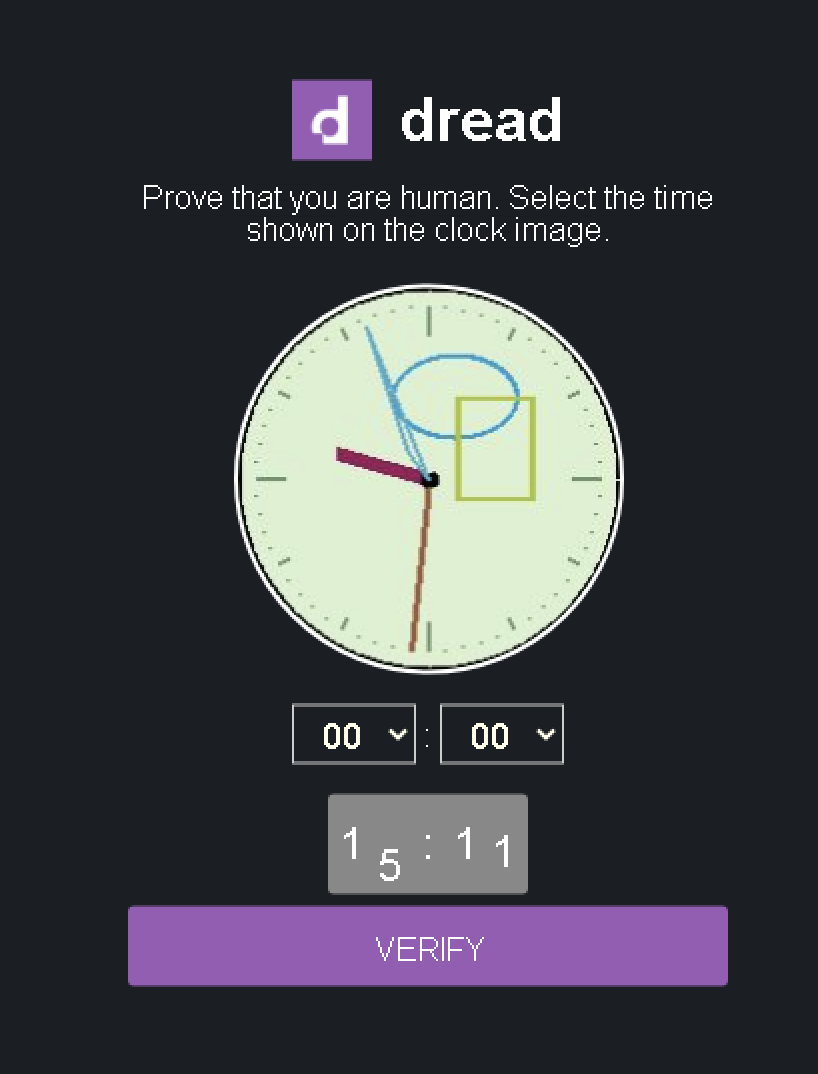 d dread
Prove that you are human. Select the time
shown on the clock image.
00 : 00
15:11
VERIFY